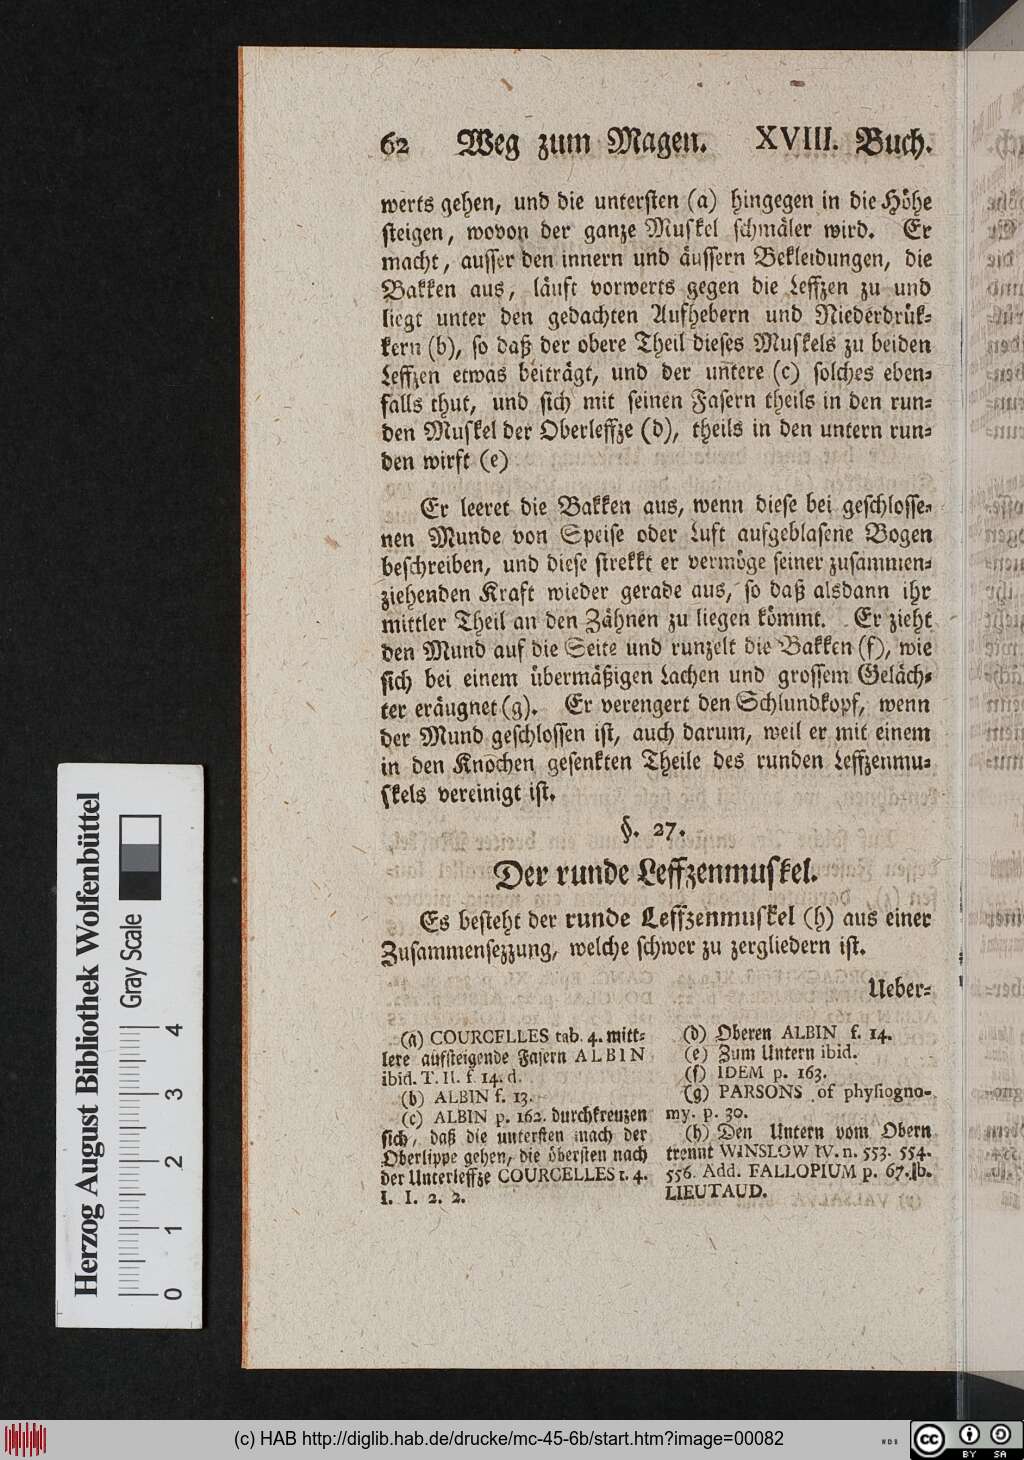 62 Weg zum Magen. XVIII. Buch.
werts gehen, und die untersten (a) hingegen in die Höhe
steigen, wovon der ganze Muskel schmäler wird. Er
macht, ausser den innern und äussern Bekleidungen, die
Bakken aus, läuft vorwerts gegen die Leffzen zu und
liegt unter den gedachten Aufhebern und Niederdrük-
kern (b), so daß der obere Theil dieses Muskels zu beiden
Leffzen etwas beiträgt, und der untere (c) solches eben-
falls thut, und sich mit seinen Fasern theils in den run-
den Muskel der Oberleffze (d), theils in den untern run-
den wirft (e)
Er leeret die Bakken aus, wenn diese bei geschlosse-
nen Munde von Speise oder Luft aufgeblasene Bogen
beschreiben, und diese strekkt er vermöge seiner zusammen-
ziehenden Kraft wieder gerade aus, so daß alsdann ihr
mittler Theil an den Zähnen zu liegen kömmt. Er zieht
den Mund auf die Seite und runzelt die Bakken (f), wie
sich bei einem übermäßigen Lachen und grossem Geläch-
ter eräugnet (g). Er verengert den Schlundkopf, wenn
der Mund geschlossen ist, auch darum, weil er mit einem
in den Knochen gesenkten Theile des runden Leffzenmu-
skels vereinigt ist.
§. 27.
Der runde Leffzenmuskel.
Es besteht der runde Leffzenmuskel (h) aus einer
Zusammensezzung, welche schwer zu zergliedern ist.
Ueber-
(a) COURCELLES tab. 4. mitt-
lere aufsteigende Fasern ALBIN
ibid. T. II. f. 14. d.
(b) ALBIN f. 13.
(c) ALBIN p. 162. durchkreuzen
sich, daß die untersten nach der
Oberlippe gehen, die öbersten nach
der Unterleffze COURCELLES t. 4.
I. I. 2. 2.
(d) Oberen ALBIN f. 14.
(e) Zum Untern ibid.
(f) IDEM p. 163.
(g) PARSONS of physiogno-
my. p. 30.
(h) Den Untern vom Obern
trennt WINSLOW IV. n. 553. 554.
556. Add. FALLOPIUM p. 67. lb.
LIEUTAUD.
Herzog August Bibliothek Wolfenbüttel
Gray Scale
0 1 2 3 4
(c) HAB http://diglib.hab.de/drucke/mc-45-6b/start.htm?image=00082
cc BY SA